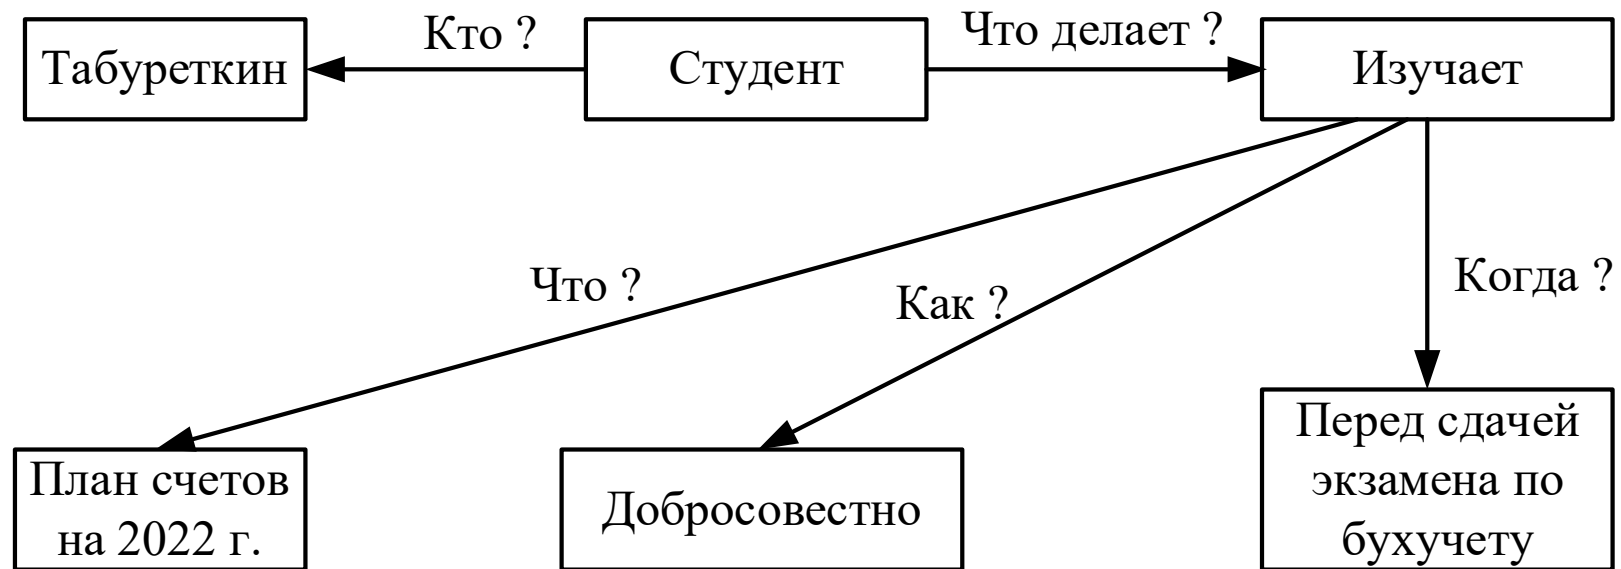 Кто ?
Что делает ?
Табуреткин
Студент
Изучает
Что ?
Как ?
Когда ?
План счетов
на 2022 г.
Добросовестно
Перед сдачей
экзамена по
бухучету